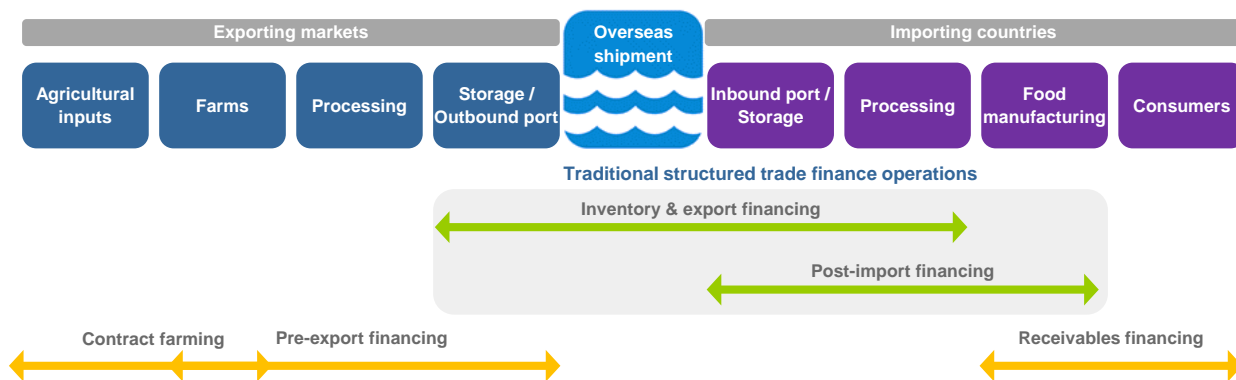 Exporting markets
Overseas
shipment
Importing countries
Agricultural
inputs
Farms
Processing
Storage /
Outbound port
Inbound port /
Storage
Processing
Food
manufacturing
Consumers
Traditional structured trade finance operations
Inventory & export financing
Post-import financing
Contract farming
Pre-export financing
Receivables financing